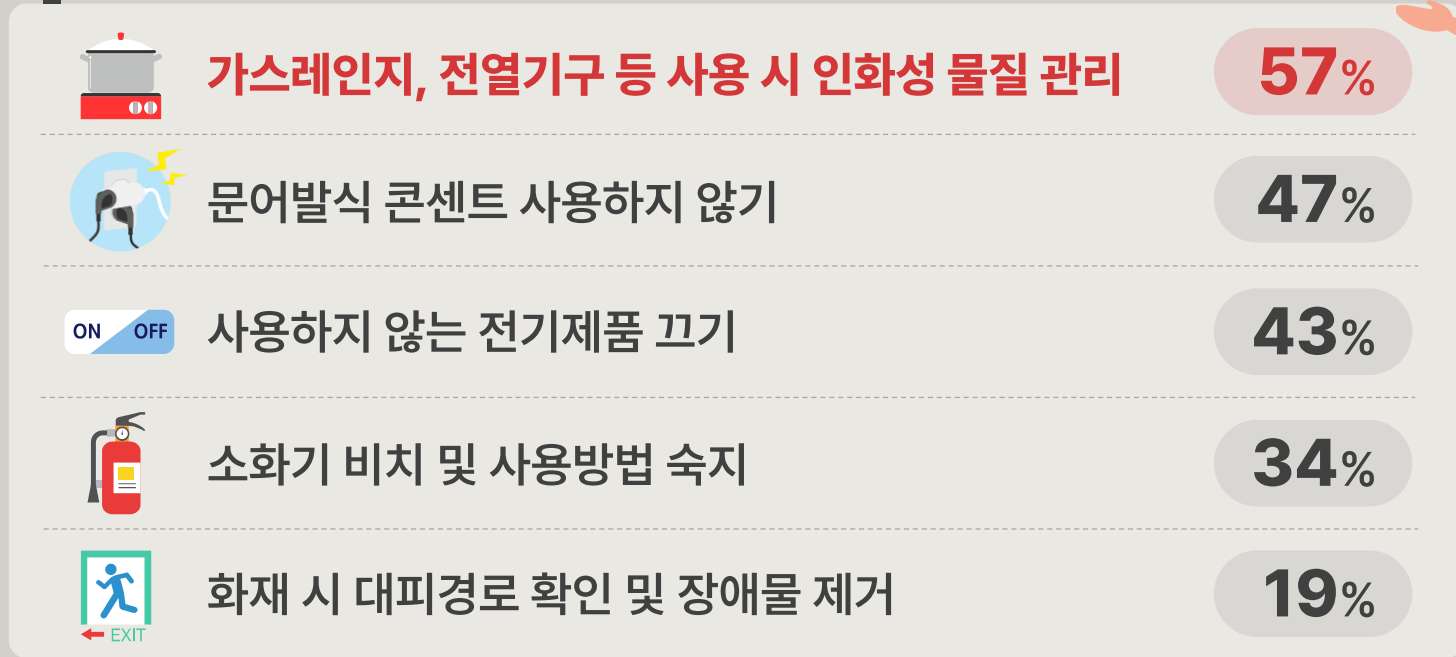 가스레인지, 전열기구 등 사용 시 인화성 물질 관리 57%
문어발식 콘센트 사용하지 않기 47%
ON OFF 사용하지 않는 전기제품 끄기 43%
소화기 비치 및 사용방법 숙지 34%
화재 시 대피경로 확인 및 장애물 제거 19%
EXIT